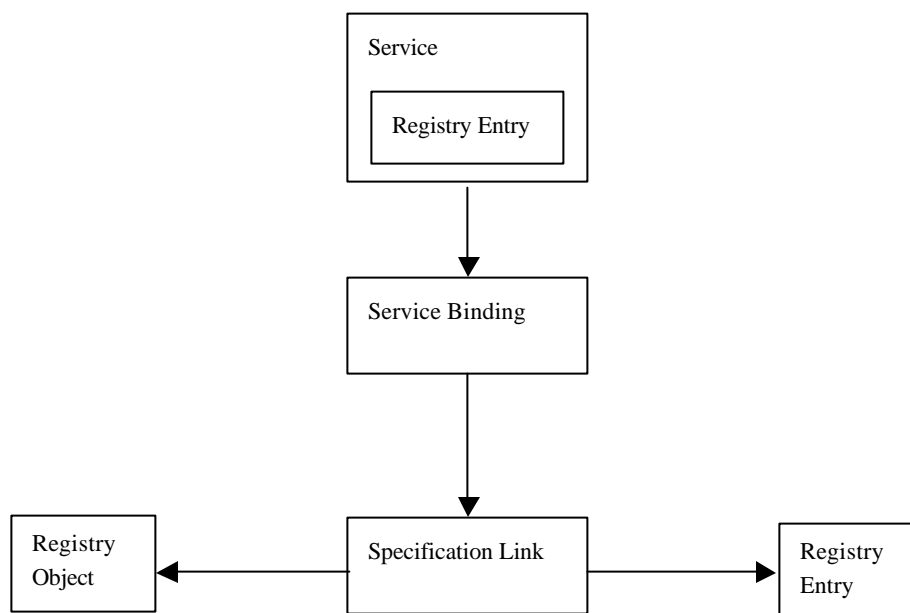 Service
Registry Entry
Service Binding
Registry
Object
Specification Link
Registry
Entry